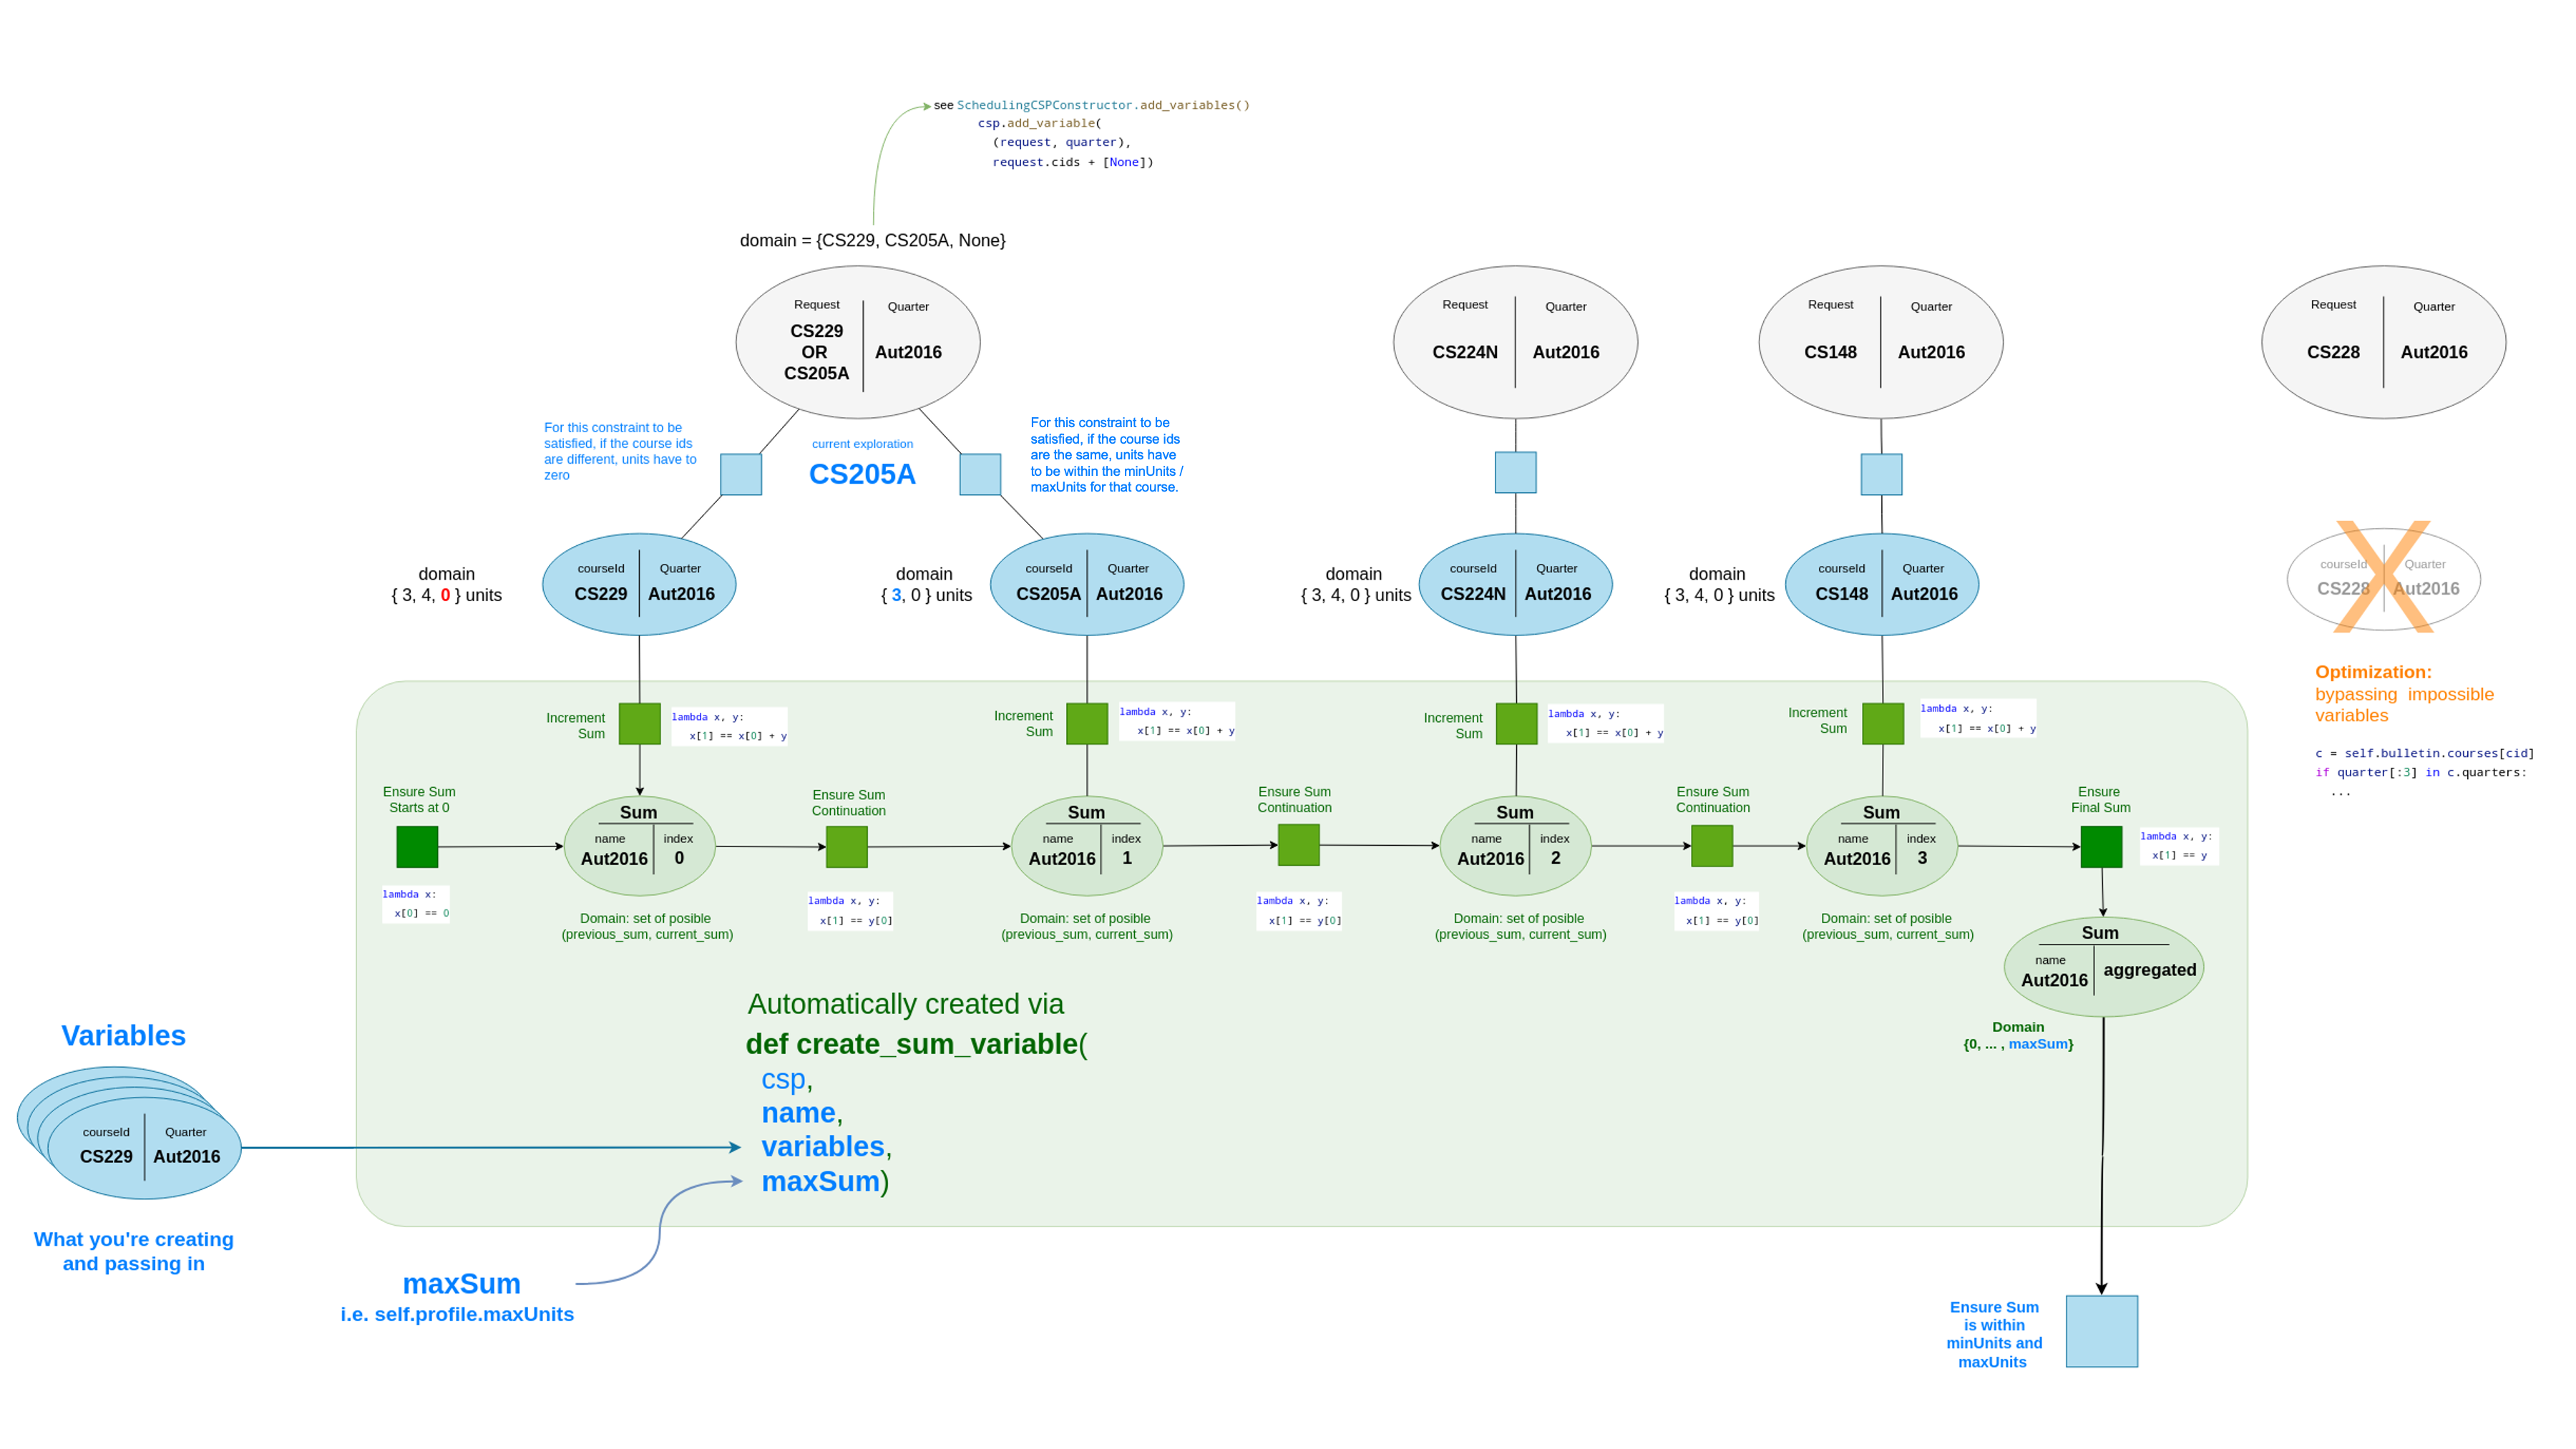 see SchedulingCSPConstructor.add_variables()
csp.add_variable(
(request, quarter),
request.cids + [None])
domain = {CS229, CS205A, None}
Request
Quarter
CS229
OR
CS205A
Aut2016
Request
Quarter
CS224N
Aut2016
Request
Quarter
CS148
Aut2016
Request
Quarter
CS228
Aut2016
For this constraint to be
satisfied, if the course ids
are different, units have to
zero
current exploration
CS205A
For this constraint to be
satisfied, if the course ids
are the same, units have
to be within the minUnits /
maxUnits for that course.
domain
{ 3, 4, 0 } units
courseId
Quarter
CS229
Aut2016
domain
{ 3, 0 } units
courseId
Quarter
CS205A
Aut2016
domain
{ 3, 4, 0 } units
courseId
Quarter
CS224N
Aut2016
domain
{ 3, 4, 0 } units
courseId
Quarter
CS148
Aut2016
courseId
Quarter
CS228
Aut2016
Optimization:
bypassing impossible
variables
c = self.bulletin.courses[cid]
if quarter[:3] in c.quarters:
...
Increment
Sum
lambda x, y:
x[1] == x[0] + y
Increment
Sum
lambda x, y:
x[1] == x[0] + y
Increment
Sum
lambda x, y:
x[1] == x[0] + y
Increment
Sum
lambda x, y:
x[1] == x[0] + y
Ensure Sum
Starts at 0
lambda x:
x[0] == 0
Sum
name
index
Aut2016
0
Domain: set of posible
(previous_sum, current_sum)
Ensure Sum
Continuation
lambda x, y:
x[1] == y[0]
Sum
name
index
Aut2016
1
Domain: set of posible
(previous_sum, current_sum)
Ensure Sum
Continuation
lambda x, y:
x[1] == y[0]
Sum
name
index
Aut2016
2
Domain: set of posible
(previous_sum, current_sum)
Ensure Sum
Continuation
lambda x, y:
x[1] == y[0]
Sum
name
index
Aut2016
3
Domain: set of posible
(previous_sum, current_sum)
Ensure
Final Sum
lambda x, y:
x[1] == y
Sum
name
Aut2016
aggregated
Domain
{0, ... , maxSum}
Automatically created via
def create_sum_variable(
csp,
name,
variables,
maxSum)
Variables
courseId
Quarter
CS229
Aut2016
What you're creating
and passing in
maxSum
i.e. self.profile.maxUnits
Ensure Sum
is within
minUnits and
maxUnits